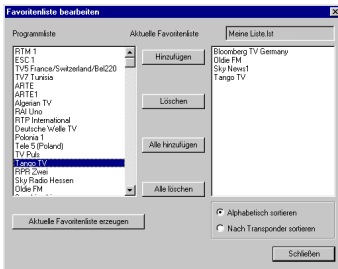 Favoritenliste bearbeiten
Programmliste
Aktuelle Favoritenliste
Meine Liste.lst
RTM 1
ESC 1
TV5 France/Switzerland/Bel220
TV7 Tunisia
ARTE
ARTE1
Algerian TV
RAI Uno
RTP International
Deutsche Welle TV
Polonia 1
Tele 5 (Poland)
TV Puls
Tango TV
RPR Zwei
Sky Radio Hessen
Oldie FM
Hinzufügen
Löschen
Alle hinzufügen
Alle löschen
Bloomberg TV Germany
Oldie FM
Sky News1
Tango TV
Aktuelle Favoritenliste erzeugen
Alphabetisch sortieren
Nach Transponder sortieren
Schließen